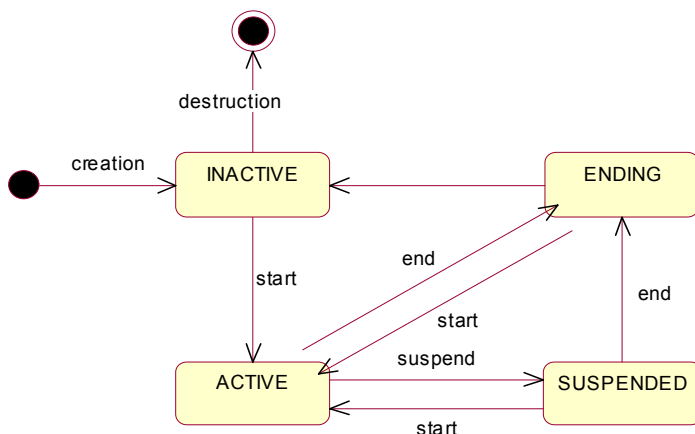 destruction
creation
INACTIVE
ENDING
start
end
end
start
suspend
ACTIVE
SUSPENDED
start